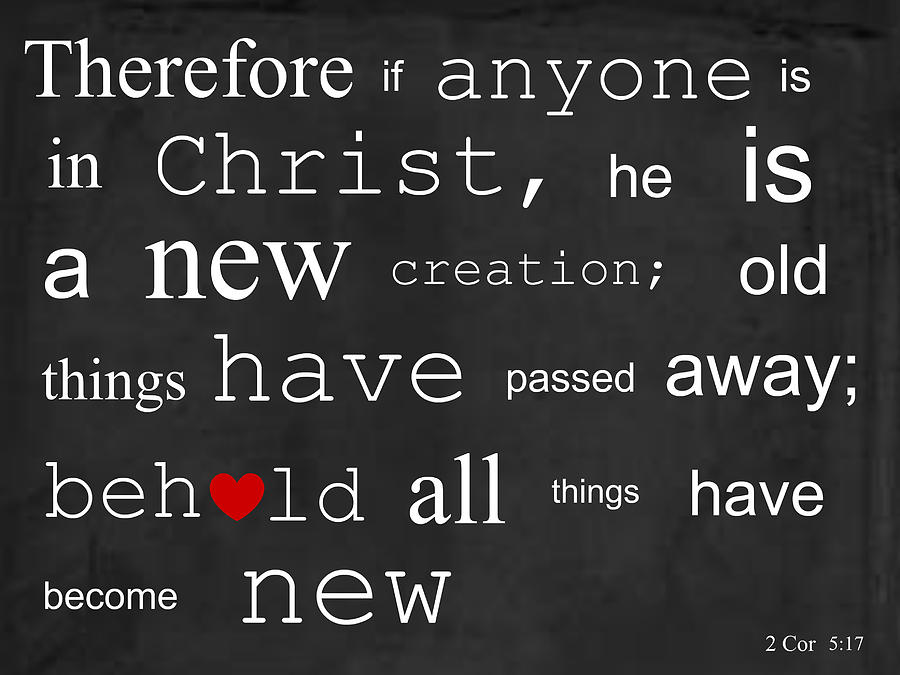 Therefore if anyone is
in Christ, he is
a new creation; old
things have passed away;
beh❤ld all things have
become new
2 Cor 5:17